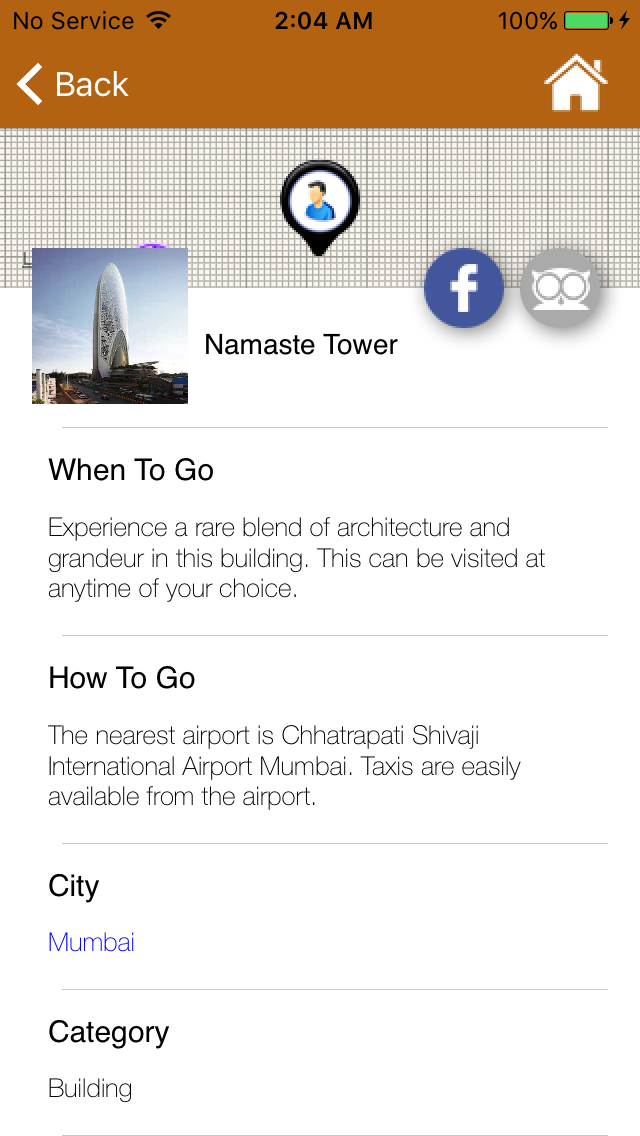 No Service 2:04 AM 100%
Back
Namaste Tower
When To Go
Experience a rare blend of architecture and
grandeur in this building. This can be visited at
anytime of your choice.
How To Go
The nearest airport is Chhatrapati Shivaji
International Airport Mumbai. Taxis are easily
available from the airport.
City
Mumbai
Category
Building